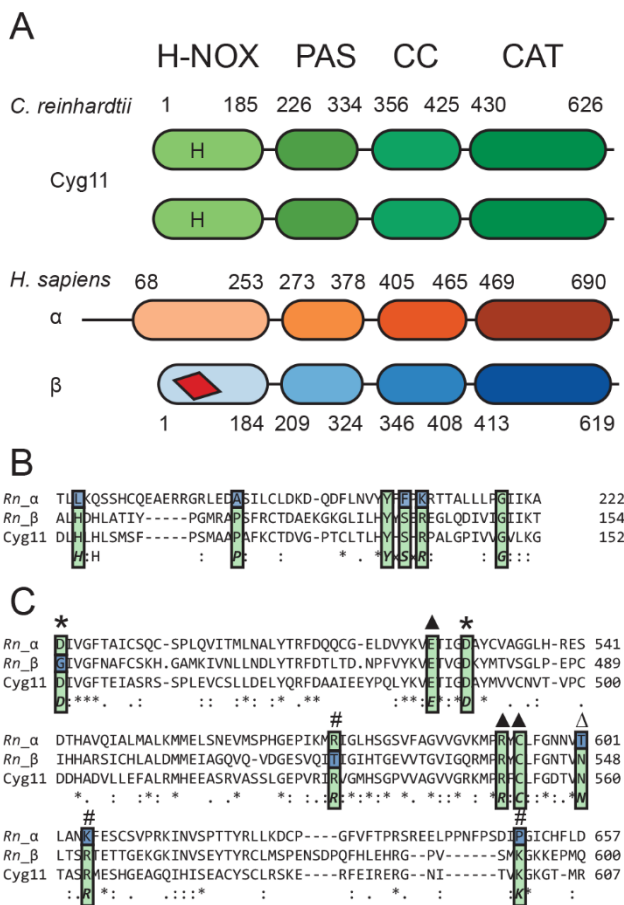 A
H-NOX PAS CC CAT
C. reinhardtii 1 185 226 334 356 425 430 626
H
Cyg11
H
H. sapiens 68 253 273 378 405 465 469 690
α
β
1 184 209 324 346 408 413 619
B
Rn_α TLLKQSSHCQEAERRGRLEDASILCLDKD-QDFLNVYYFFPKRTTALLLFGIIKA 222
Rn_β ALHDHLATIY-----PGMRAPSFRCTDAEKGKGLILHYYSEREGLQDIVIGIIKT 154
Cyg11 DLHLHLSMSF-----PSMAAPAFKCTDVG-PTCTLTLHYHSERPALGPIVVGVLKG 152
H:H : P : * . *YxSxR . :: G:::
C
* ▲ *
Rn_α DIVGFTAICSQC-SPLQVITMLNALYTRFDQQCG-ELDVYKVETIGDAYCVAGGLH-RES 541
Rn_β GIVGFNAFCSKH.GAMKIVNLLNDLYTRFDTLTD.NPFVYKVETVGDKYMTVSGLP-EPC 489
Cyg11 DIVGFTEIASRS-SPLEVCSLLDELYQRFDAAIEEYPQLYKVETIGDAYMVVCNVT-VPC 500
D:***. .: .:: : .:*: ** *** . :***E*:*D * . . : .
# ▲▲ △
Rn_α DTHAVQIALMALKMMELSNEVMSPHGEPIKMRIGLHSGSVFAGVVGVKMPRYCLFGNNVT 601
Rn_β IHHARSICHLALDMMEIAGQVQ-VDGESVQITIGIHTGEVVTGVIGQRMPRYCLFGNTVN 548
Cyg11 DDHADVLLEFALRMHEEASRVASSLGEPVRIRVGMHSGPVVAGVVGRKMPRFCLFGDTVN 560
# #
Rn_α LANKFESCSVPRKINVSPTTYRLLKDCP----GFVFTPRSREELPPNFPSDIPGICHFLD 657
Rn_β LTSRTETTGEKGKINVSEYTYRCLMSPENSDPQFHLEHRG---PV----SMKGKKEPMQ 600
Cyg11 TTSRMESHGEAGQIHISEACYSCLRSKE----RFEIRERG---NI----TVKGKGT-MR 607